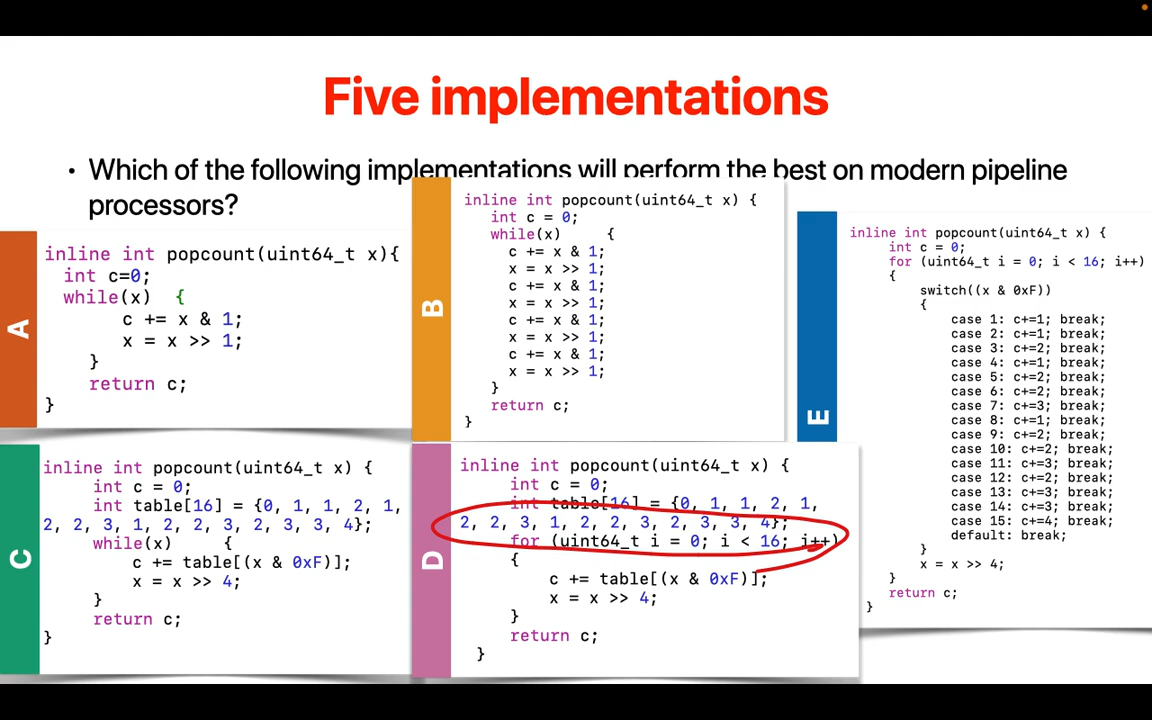 Five implementations
• Which of the following implementations will perform the best on modern pipeline
processors?
A
inline int popcount(uint64_t x){
int c=0;
while(x) {
c += x & 1;
x = x >> 1;
}
return c;
}
B
inline int popcount(uint64_t x) {
int c = 0;
while(x) {
c += x & 1;
x = x >> 1;
c += x & 1;
x = x >> 1;
c += x & 1;
x = x >> 1;
c += x & 1;
x = x >> 1;
}
return c;
}
C
inline int popcount(uint64_t x) {
int c = 0;
int table[16] = {0, 1, 1, 2, 1,
2, 2, 3, 1, 2, 2, 3, 2, 3, 3, 4};
while(x) {
c += table[(x & 0xF)];
x = x >> 4;
}
return c;
}
D
inline int popcount(uint64_t x) {
int c = 0;
int table[16] = {0, 1, 1, 2, 1,
2, 2, 3, 1, 2, 2, 3, 2, 3, 3, 4};
for (uint64_t i = 0; i < 16; i++)
{
c += table[(x & 0xF)];
x = x >> 4;
}
return c;
}
E
inline int popcount(uint64_t x) {
int c = 0;
for (uint64_t i = 0; i < 16; i++)
{
switch((x & 0xF))
{
case 1: c+=1; break;
case 2: c+=1; break;
case 3: c+=2; break;
case 4: c+=1; break;
case 5: c+=2; break;
case 6: c+=2; break;
case 7: c+=3; break;
case 8: c+=1; break;
case 9: c+=2; break;
case 10: c+=2; break;
case 11: c+=3; break;
case 12: c+=2; break;
case 13: c+=3; break;
case 14: c+=3; break;
case 15: c+=4; break;
default: break;
}
x = x >> 4;
}
return c;
}